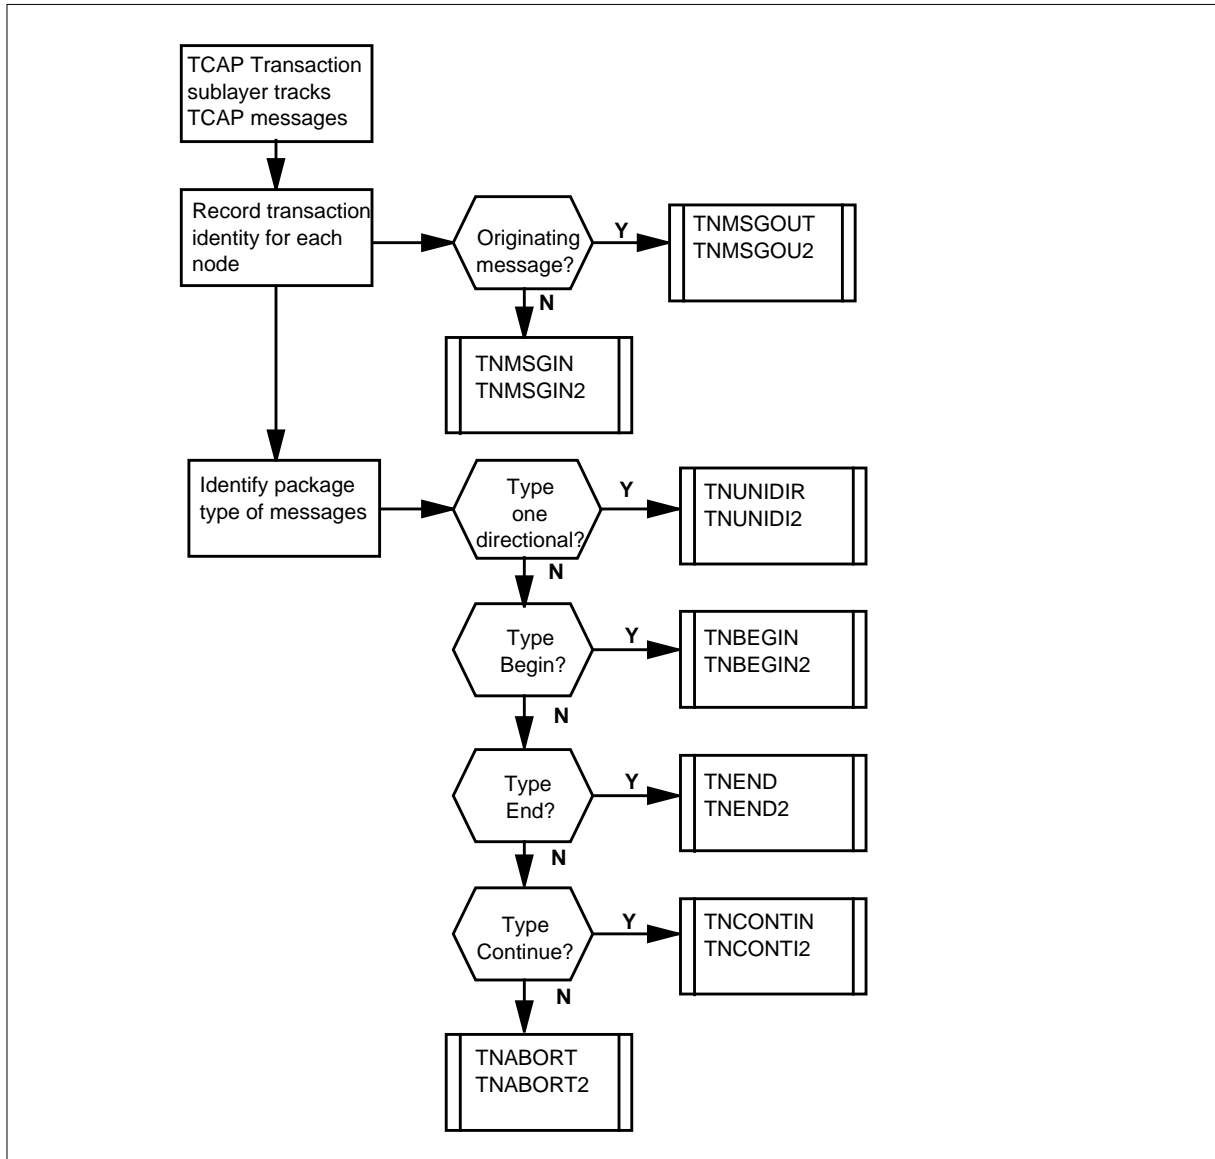 TCAP Transaction
sublayer tracks
TCAP messages
Record transaction
identity for each
node
Originating
message?
Y
TNMSGOUT
TNMSGOU2
N
TNMSGIN
TNMSGIN2
Identify package
type of messages
Type
one
directional?
Y
TNUNIDIR
TNUNIDI2
N
Type
Begin?
Y
TNBEGIN
TNBEGIN2
N
Type
End?
Y
TNEND
TNEND2
N
Type
Continue?
Y
TNCONTIN
TNCONTI2
N
TNABORT
TNABORT2